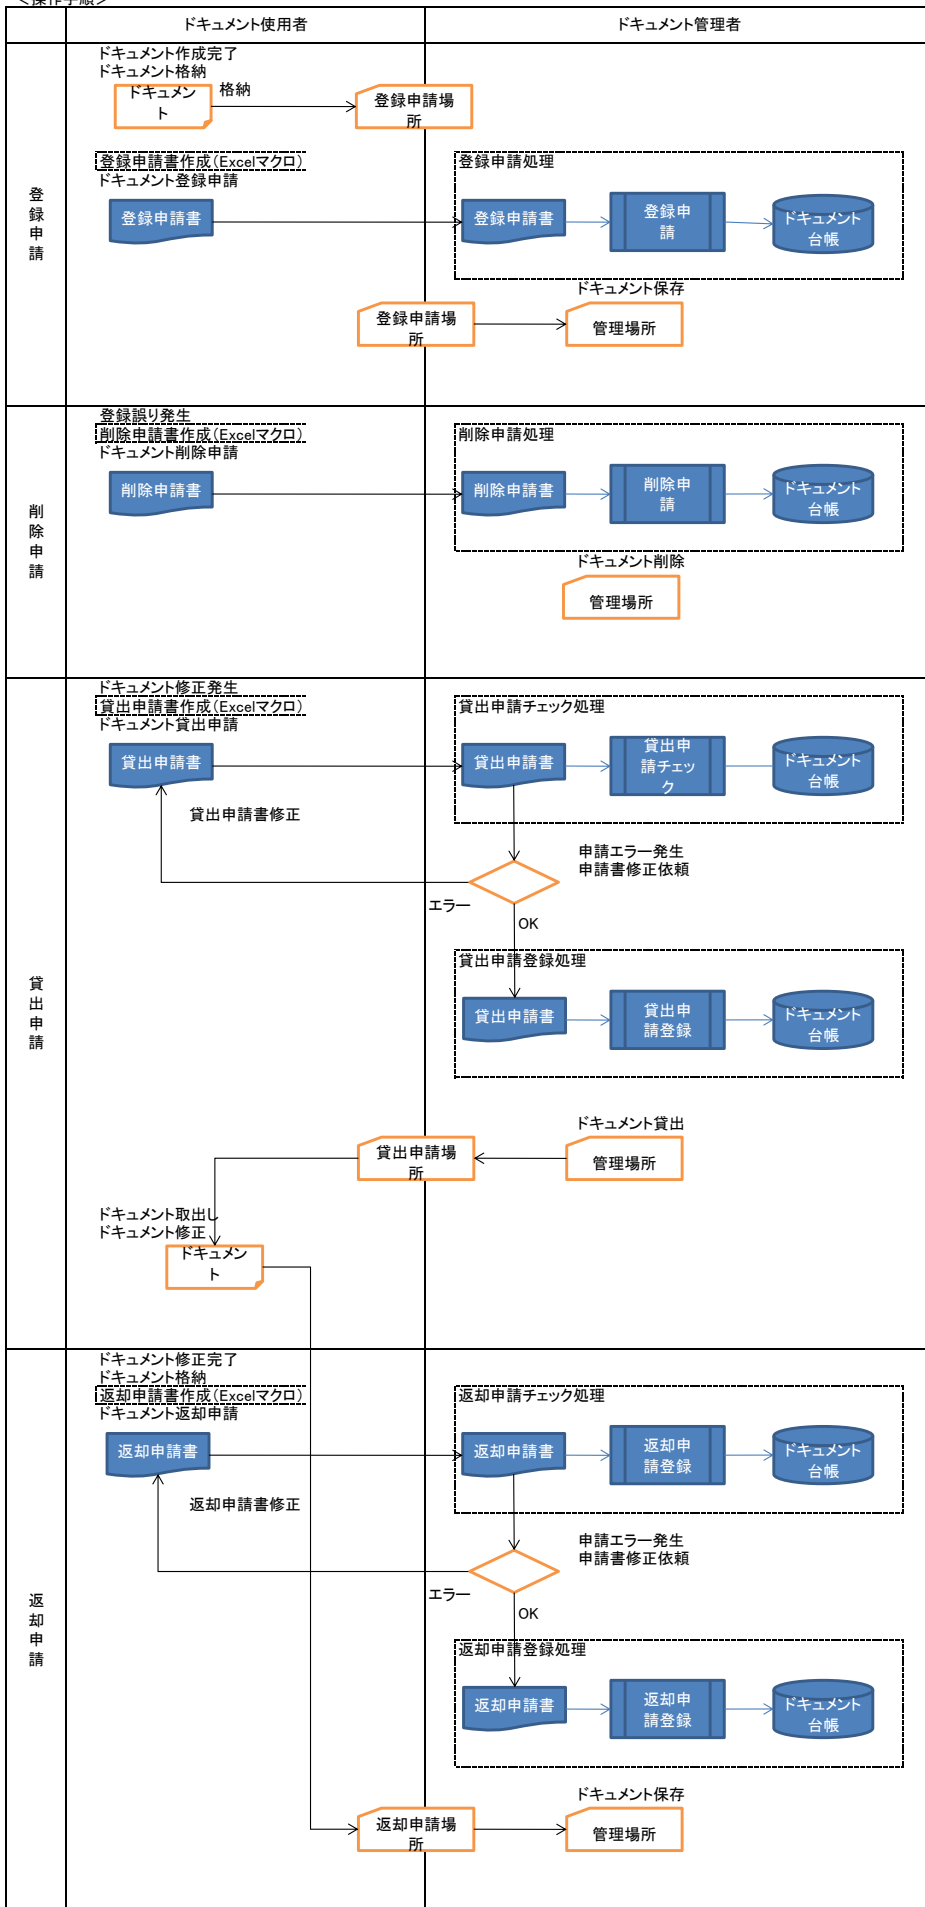 ＜操作手順＞
ドキュメント使用者
ドキュメント管理者
登録申請
ドキュメント作成完了
ドキュメント格納
ドキュメン
ト
格納
登録申請場
所
登録申請書作成(Excelマクロ)
ドキュメント登録申請
登録申請書
登録申請処理
登録申請書
登録申
請
ドキュメント
台帳
ドキュメント保存
登録申請場
所
管理場所
削除申請
登録誤り発生
削除申請書作成(Excelマクロ)
ドキュメント削除申請
削除申請書
削除申請処理
削除申請書
削除申
請
ドキュメント
台帳
ドキュメント削除
管理場所
貸出申請
ドキュメント修正発生
貸出申請書作成(Excelマクロ)
ドキュメント貸出申請
貸出申請書
貸出申請チェック処理
貸出申請書
貸出申
請チェッ
ク
ドキュメント
台帳
貸出申請書修正
申請エラー発生
申請書修正依頼
エラー
OK
貸出申請登録処理
貸出申請書
貸出申
請登録
ドキュメント
台帳
ドキュメント貸出
貸出申請場
所
管理場所
ドキュメント取出し
ドキュメント修正
ドキュメン
ト
返却申請
ドキュメント修正完了
ドキュメント格納
返却申請書作成(Excelマクロ)
ドキュメント返却申請
返却申請書
返却申請チェック処理
返却申請書
返却申
請登録
ドキュメント
台帳
返却申請書修正
申請エラー発生
申請書修正依頼
エラー
OK
返却申請登録処理
返却申請書
返却申
請登録
ドキュメント
台帳
ドキュメント保存
返却申請場
所
管理場所